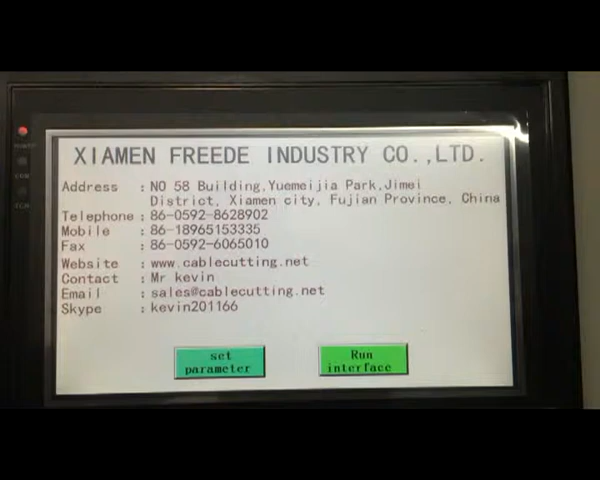 XIAMEN FREEDE INDUSTRY CO.,LTD.
Address : NO 58 Building,Yuemeijia Park,Jimei
District, Xiamen city, Fujian Province, China
Telephone : 86-0592-8628902
Mobile : 86-18965153335
Fax : 86-0592-6065010
Website : www.cablecutting.net
Contact : Mr kevin
Email : sales@cablecutting.net
Skype : kevin201166
set parameter
Run interface